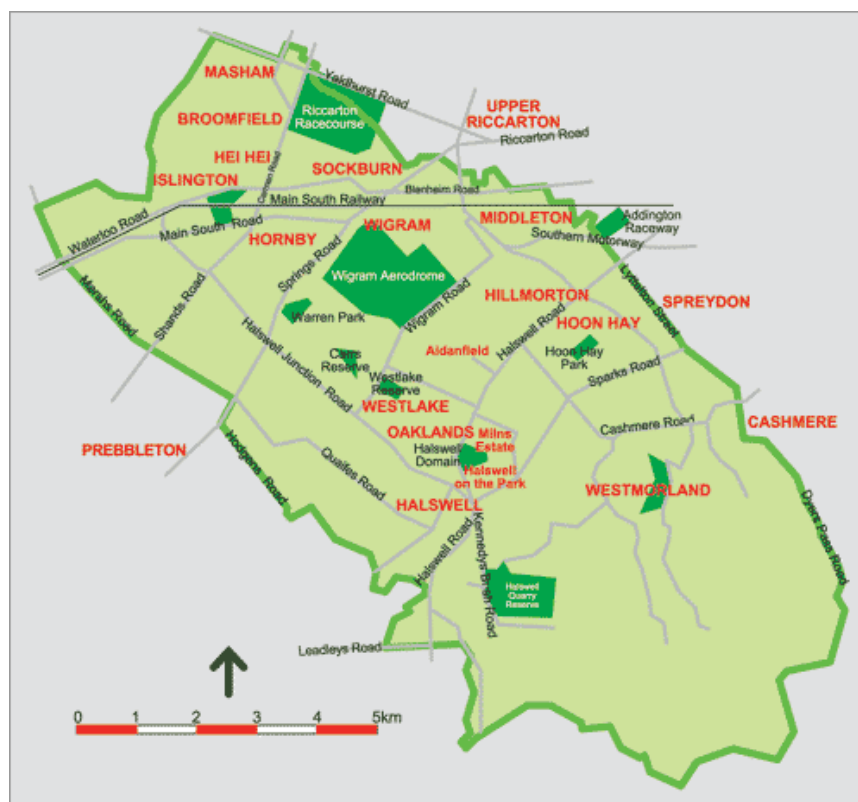 MASHAM
Yaldhurst Road
BROOMFIELD
Riccarton
Racecourse
UPPER
RICCARTON
Riccarton Road
HEI HEI
SOCKBURN
ISLINGTON
Carmen Road
Blenheim Road
Main South Railway
Waterloo Road
Main South Road
WIGRAM
MIDDLETON
Addington
Raceway
HORNBY
Southern Motorway
Springs Road
Wigram Aerodrome
Marshs Road
Shands Road
Wigram Road
HILLMORTON
Lyttelton Street
SPREYDON
Warren Park
Halswell Road
HOON HAY
Halswell Junction Road
Carrs
Reserve
Aidanfield
Hoon Hay
Park
Westlake
Reserve
Sparks Road
WESTLAKE
CASHMERE
Cashmere Road
PREBBLETON
OAKLANDS
Milns
Estate
Halswell
Domain
Hodgens Road
Quaifes Road
Halswell
on the Park
WESTMORLAND
HALSWELL
Dyers Pass Road
Halswell Road
Kennedys Bush Road
Halswell
Quarry
Reserve
Leadleys Road
0 1 2 3 4 5km